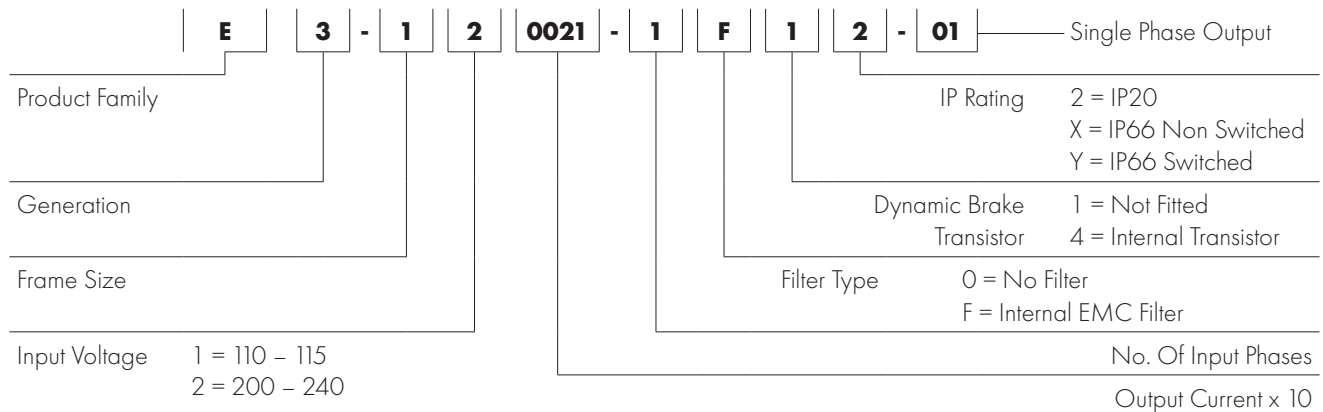 E 3 - 1 2 0021 - 1 F 1 2 - 01 Single Phase Output
Product Family
IP Rating 2 = IP20
X = IP66 Non Switched
Y = IP66 Switched
Generation
Dynamic Brake 1 = Not Fitted
Transistor 4 = Internal Transistor
Frame Size
Filter Type 0 = No Filter
F = Internal EMC Filter
Input Voltage 1 = 110 – 115
2 = 200 – 240
No. Of Input Phases
Output Current x 10